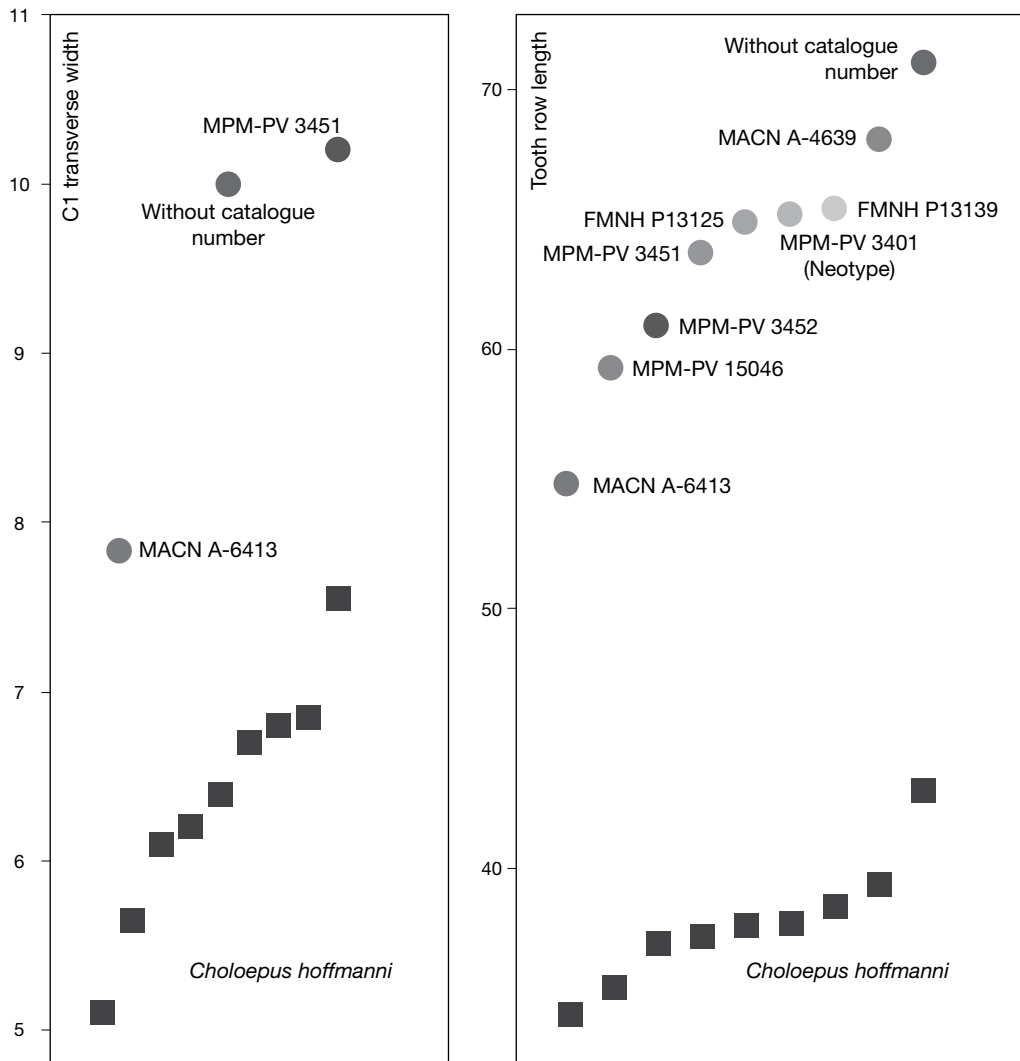 11
10
9
8
7
6
5
C1 transverse width
MPM-PV 3451
Without catalogue
number
MACN A-6413
Choloepus hoffmanni
70
60
50
40
Tooth row length
Without catalogue
number
MACN A-4639
FMNH P13125
FMNH P13139
MPM-PV 3401
(Neotype)
MPM-PV 3451
MPM-PV 3452
MPM-PV 15046
MACN A-6413
Choloepus hoffmanni